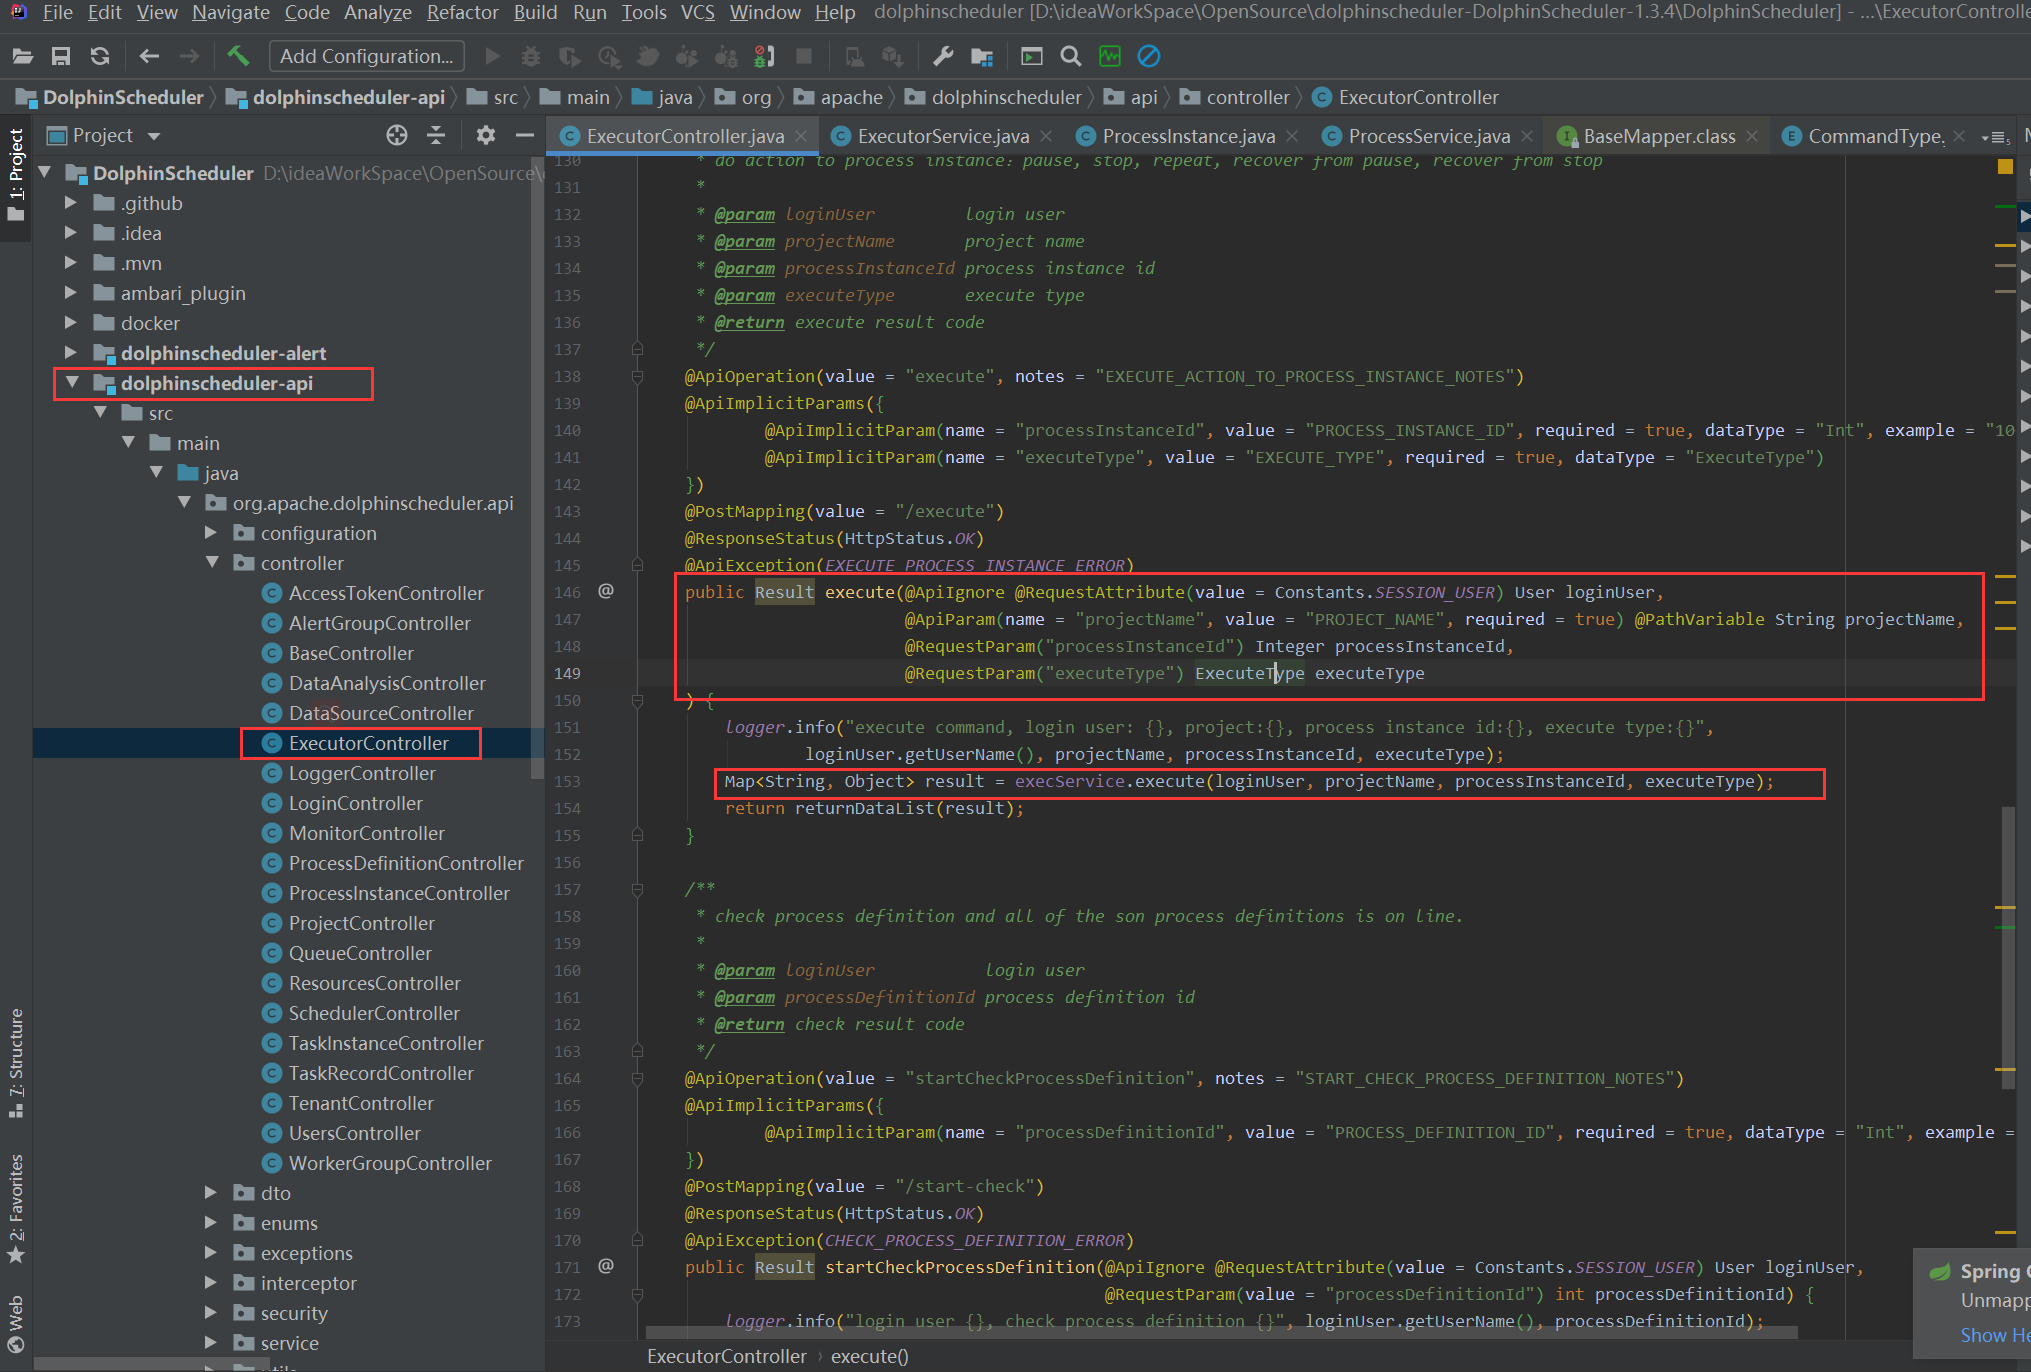 File Edit View Navigate Code Analyze Refactor Build Run Tools VCS Window Help dolphinscheduler [D:\ideaWorkSpace\OpenSource\dolphinscheduler-DolphinScheduler-1.3.4\DolphinScheduler] - ...\ExecutorControlle
Add Configuration...
DolphinScheduler dolphinscheduler-api src main java org apache dolphinscheduler api controller ExecutorController
1: Project
7: Structure
2: Favorites
Web
Project
DolphinScheduler D:\ideaWorkSpace\OpenSource\
.github
.idea
.mvn
ambari_plugin
docker
dolphinscheduler-alert
dolphinscheduler-api
src
main
java
org.apache.dolphinscheduler.api
configuration
controller
AccessTokenController
AlertGroupController
BaseController
DataAnalysisController
DataSourceController
ExecutorController
LoggerController
LoginController
MonitorController
ProcessDefinitionController
ProcessInstanceController
ProjectController
QueueController
ResourcesController
SchedulerController
TaskInstanceController
TaskRecordController
TenantController
UsersController
WorkerGroupController
dto
enums
exceptions
interceptor
security
service
ExecutorController.java ExecutorService.java ProcessInstance.java ProcessService.java BaseMapper.class CommandType.
130 * do action to process instance: pause, stop, repeat, recover from pause, recover from stop
131 *
132 * @param loginUser login user
133 * @param projectName project name
134 * @param processInstanceId process instance id
135 * @param executeType execute type
136 * @return execute result code
137 */
138 @ApiOperation(value = "execute", notes = "EXECUTE_ACTION_TO_PROCESS_INSTANCE_NOTES")
139 @ApiImplicitParams({
140 @ApiImplicitParam(name = "processInstanceId", value = "PROCESS_INSTANCE_ID", required = true, dataType = "Int", example = "10
141 @ApiImplicitParam(name = "executeType", value = "EXECUTE_TYPE", required = true, dataType = "ExecuteType")
142 })
143 @PostMapping(value = "/execute")
144 @ResponseStatus(HttpStatus.OK)
145 @ApiException(EXECUTE_PROCESS_INSTANCE_ERROR)
146 @ public Result execute(@ApiIgnore @RequestAttribute(value = Constants.SESSION_USER) User loginUser,
147 @ApiParam(name = "projectName", value = "PROJECT_NAME", required = true) @PathVariable String projectName,
148 @RequestParam("processInstanceId") Integer processInstanceId,
149 @RequestParam("executeType") ExecuteType executeType
150 ) {
151 logger.info("execute command, login user: {}, project:{}, process instance id:{}, execute type:{}",
152 loginUser.getUserName(), projectName, processInstanceId, executeType);
153 Map<String, Object> result = execService.execute(loginUser, projectName, processInstanceId, executeType);
154 return returnDataList(result);
155 }
156
157 /**
158 * check process definition and all of the son process definitions is on line.
159 *
160 * @param loginUser login user
161 * @param processDefinitionId process definition id
162 * @return check result code
163 */
164 @ApiOperation(value = "startCheckProcessDefinition", notes = "START_CHECK_PROCESS_DEFINITION_NOTES")
165 @ApiImplicitParams({
166 @ApiImplicitParam(name = "processDefinitionId", value = "PROCESS_DEFINITION_ID", required = true, dataType = "Int", example =
167 })
168 @PostMapping(value = "/start-check")
169 @ResponseStatus(HttpStatus.OK)
170 @ApiException(CHECK_PROCESS_DEFINITION_ERROR)
171 @ public Result startCheckProcessDefinition(@ApiIgnore @RequestAttribute(value = Constants.SESSION_USER) User loginUser,
172 @RequestParam(value = "processDefinitionId") int processDefinitionId) {
173 logger.info("login user {}, check process definition {}", loginUser.getUserName(), processDefinitionId);
Spring
Unmapp
Show He
ExecutorController execute()